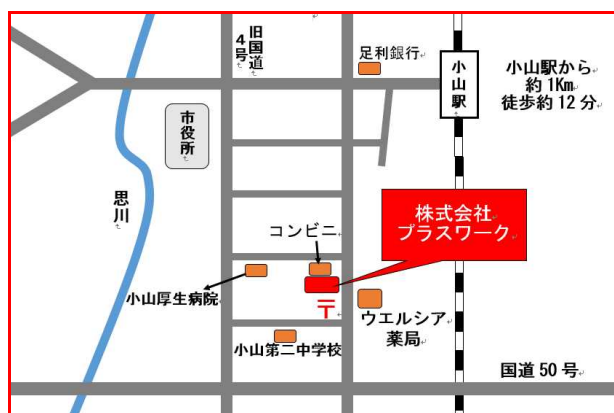 旧国道
4号
足利銀行
小山駅
小山駅から
約1Km
徒歩約12分
市役所
思川
株式会社
プラスワーク
コンビニ
小山厚生病院
〒
ウエルシア
薬局
小山第二中学校
国道50号